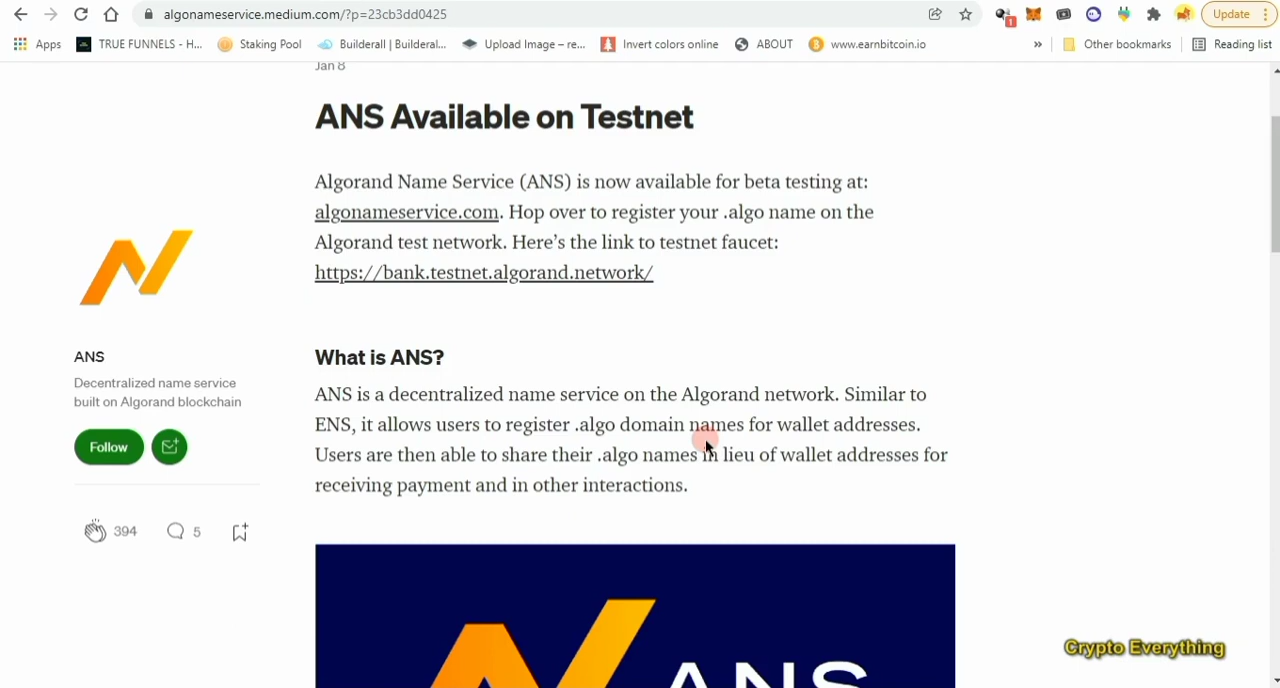 algonameservice.medium.com/?p=23cb3dd0425
Update
1
Apps
TRUE FUNNELS - H...
Staking Pool
Builderall | Builderal...
Upload Image – re...
Invert colors online
ABOUT
www.earnbitcoin.io
»
Other bookmarks
Reading list
Jan 8
ANS Available on Testnet
Algorand Name Service (ANS) is now available for beta testing at:
algonameservice.com. Hop over to register your .algo name on the
Algorand test network. Here’s the link to testnet faucet:
https://bank.testnet.algorand.network/
What is ANS?
ANS is a decentralized name service on the Algorand network. Similar to
ENS, it allows users to register .algo domain names for wallet addresses.
Users are then able to share their .algo names in lieu of wallet addresses for
receiving payment and in other interactions.
ANS
Decentralized name service
built on Algorand blockchain
Follow
394
5
ANS
Crypto Everything